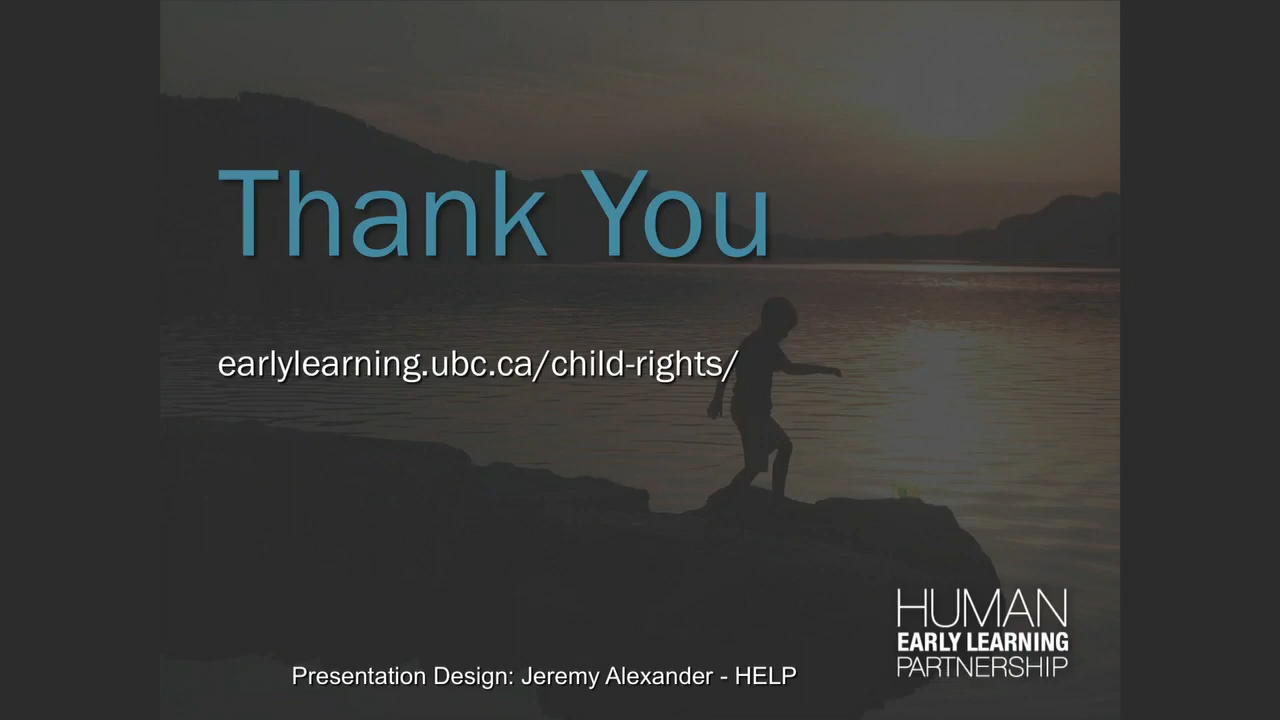 Thank You
earlylearning.ubc.ca/child-rights/
HUMAN
EARLY LEARNING
PARTNERSHIP
Presentation Design: Jeremy Alexander - HELP